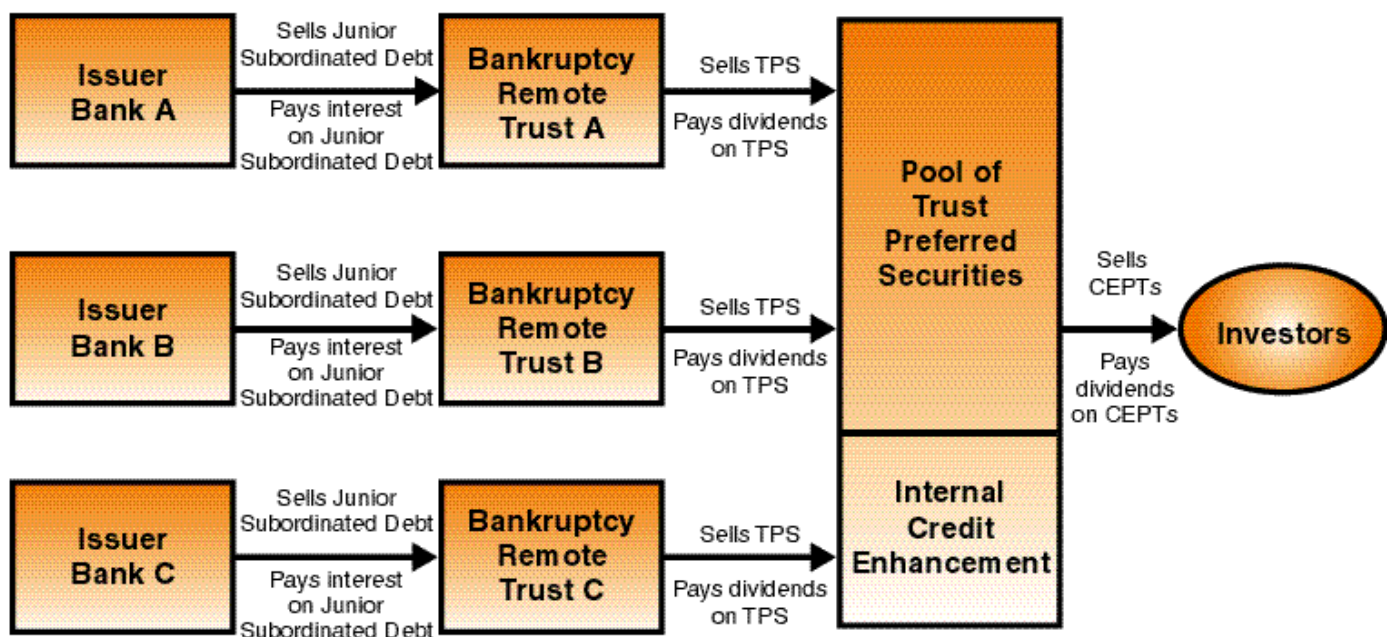 Issuer
Bank A
Sells Junior
Subordinated Debt
Pays interest
on Junior
Subordinated Debt
Bankruptcy
Remote
Trust A
Sells TPS
Pays dividends
on TPS
Issuer
Bank B
Sells Junior
Subordinated Debt
Pays interest
on Junior
Subordinated Debt
Bankruptcy
Remote
Trust B
Sells TPS
Pays dividends
on TPS
Issuer
Bank C
Sells Junior
Subordinated Debt
Pays interest
on Junior
Subordinated Debt
Bankruptcy
Remote
Trust C
Sells TPS
Pays dividends
on TPS
Pool of
Trust
Preferred
Securities
Internal
Credit
Enhancement
Sells
CEPTs
Pays
dividends
on CEPTs
Investors